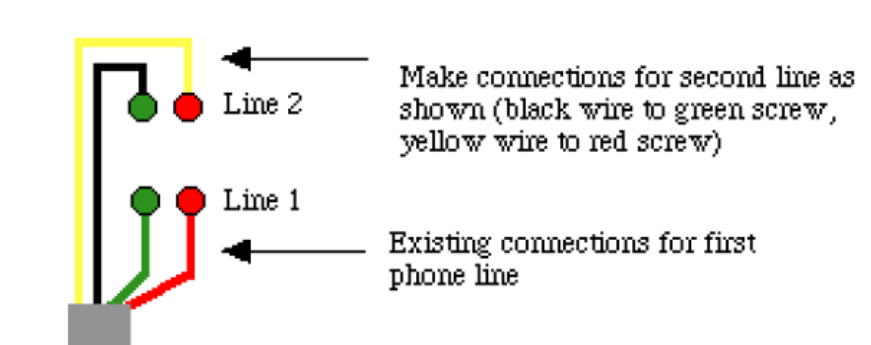 Make connections for second line as
shown (black wire to green screw,
yellow wire to red screw)
Line 2
Line 1
Existing connections for first
phone line